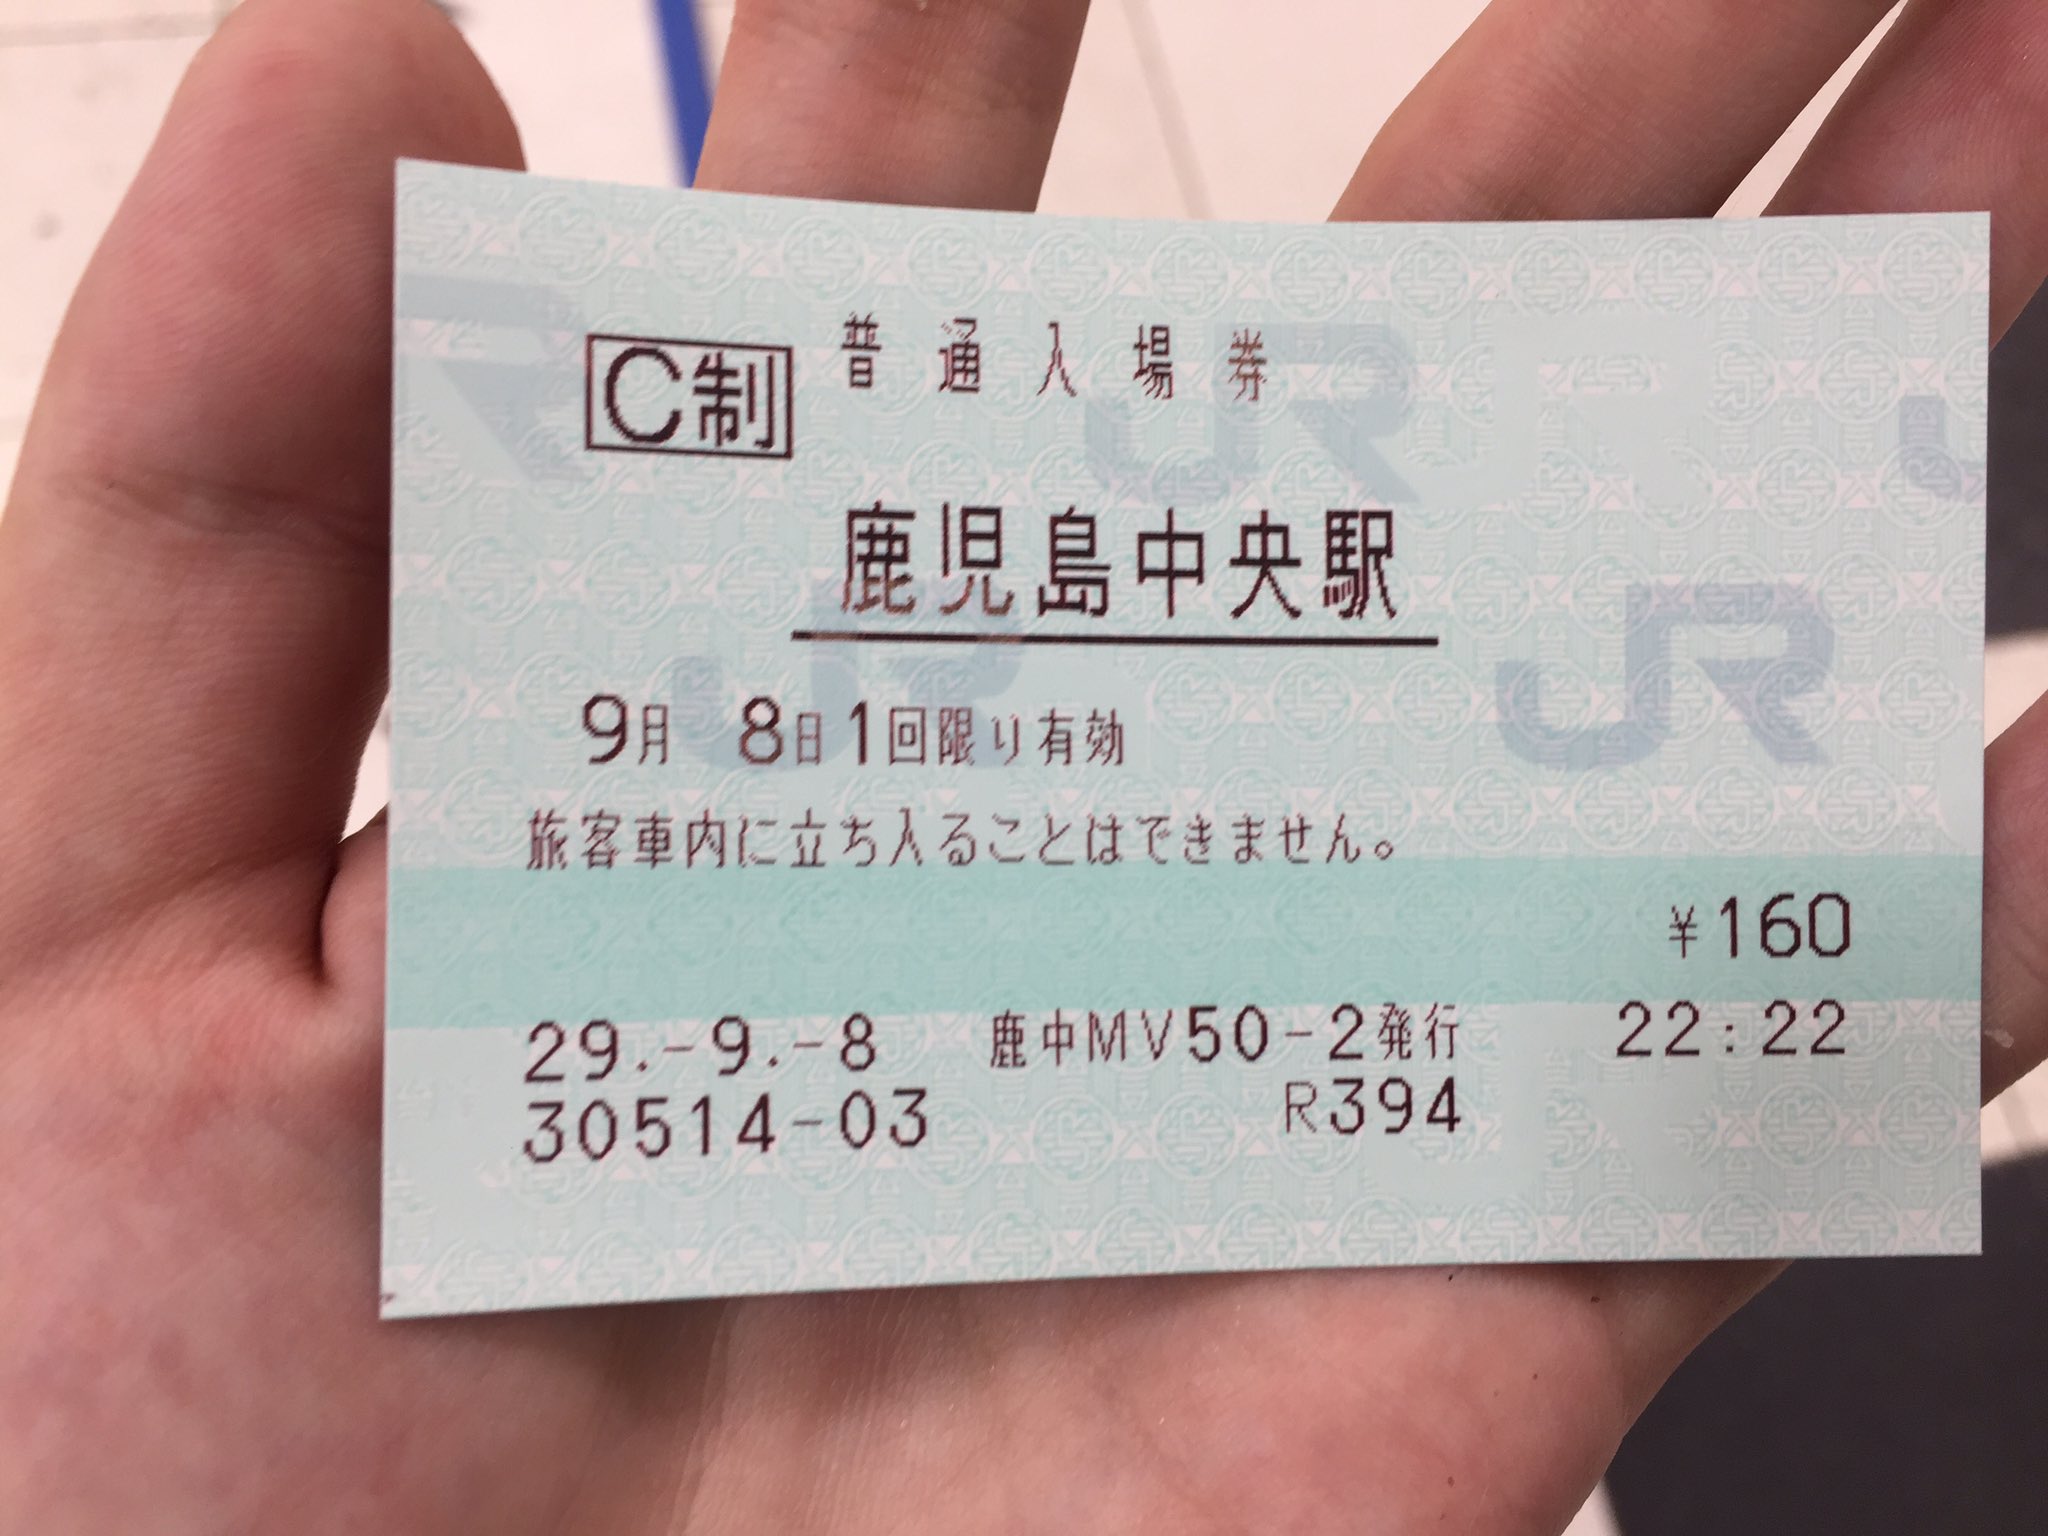 C制 普通入場券
鹿児島中央駅
9月 8日1回限り有効
旅客車内に立ち入ることはできません。
¥160
29.-9.-8 鹿中MV50-2発行 22:22
30514-03 R394